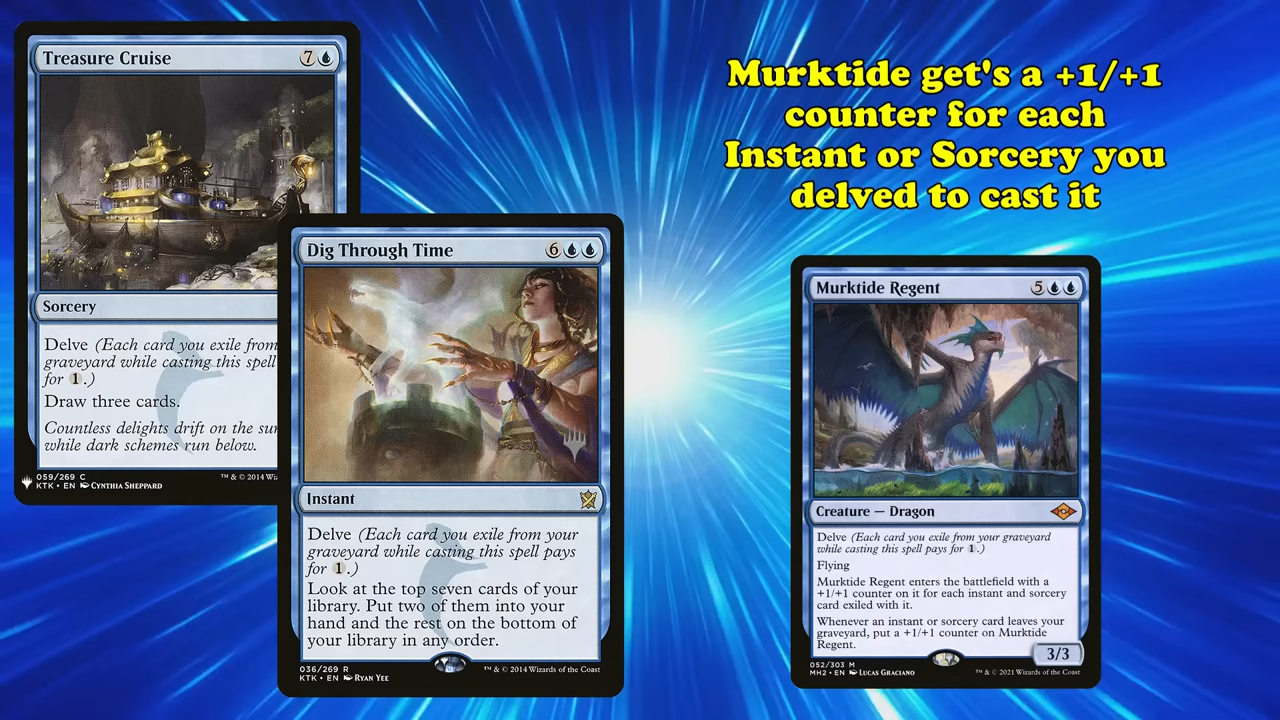 Treasure Cruise 7
Sorcery
Delve (Each card you exile from
graveyard while casting this spell
for 1.)
Draw three cards.
Countless delights drift on the sur
while dark schemes run below.
059/269 C
KTK • EN Cynthia Sheppard
™ & © 2014 Wiz
Dig Through Time 6
Instant
Delve (Each card you exile from your
graveyard while casting this spell pays
for 1.)
Look at the top seven cards of your
library. Put two of them into your
hand and the rest on the bottom of
your library in any order.
036/269 R
KTK • EN Ryan Yee
™ & © 2014 Wizards of the Coast
Murktide get's a +1/+1
counter for each
Instant or Sorcery you
delved to cast it
Murktide Regent 5
Creature — Dragon
Delve (Each card you exile from your graveyard
while casting this spell pays for 1.)
Flying
Murktide Regent enters the battlefield with a
+1/+1 counter on it for each instant and sorcery
card exiled with it.
Whenever an instant or sorcery card leaves your
graveyard, put a +1/+1 counter on Murktide
Regent.
3/3
052/303 M
MH2 • EN Lucas Graciano
™ & © 2021 Wizards of the Coast